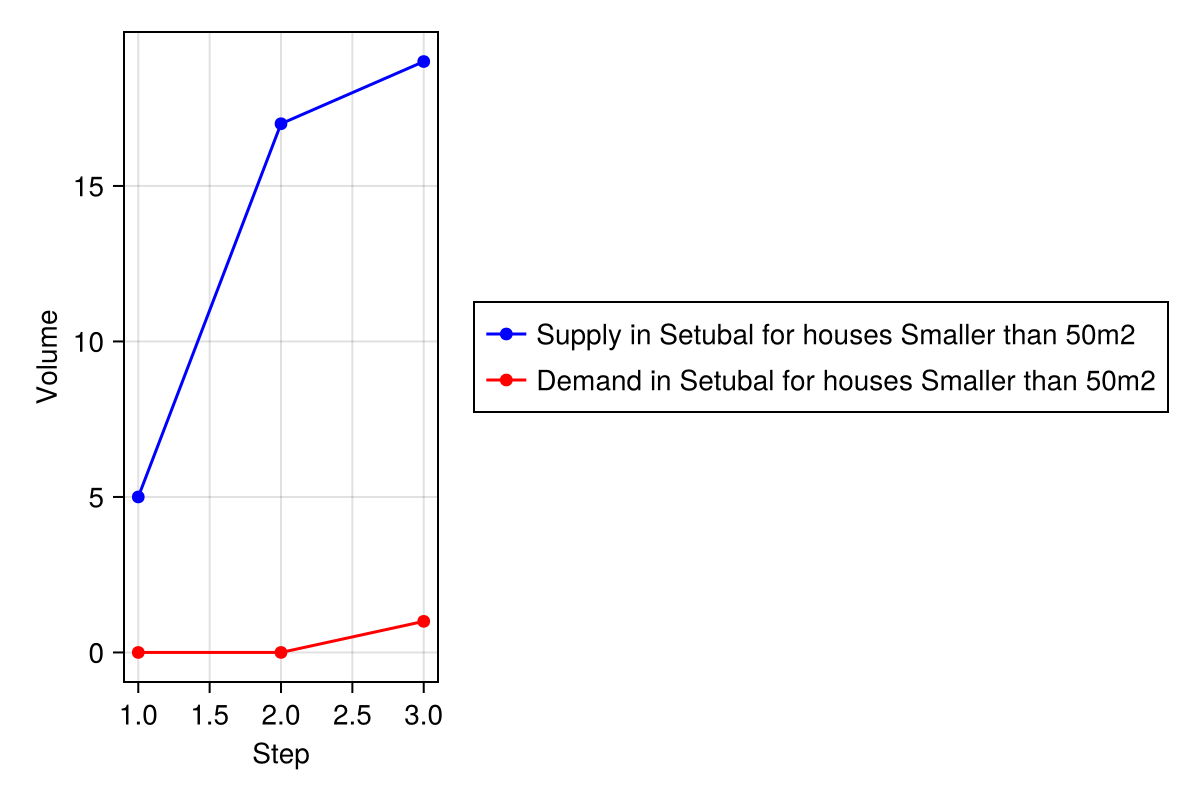 Volume
15
10
5
0
1.0 1.5 2.0 2.5 3.0
Step
Supply in Setubal for houses Smaller than 50m2
Demand in Setubal for houses Smaller than 50m2